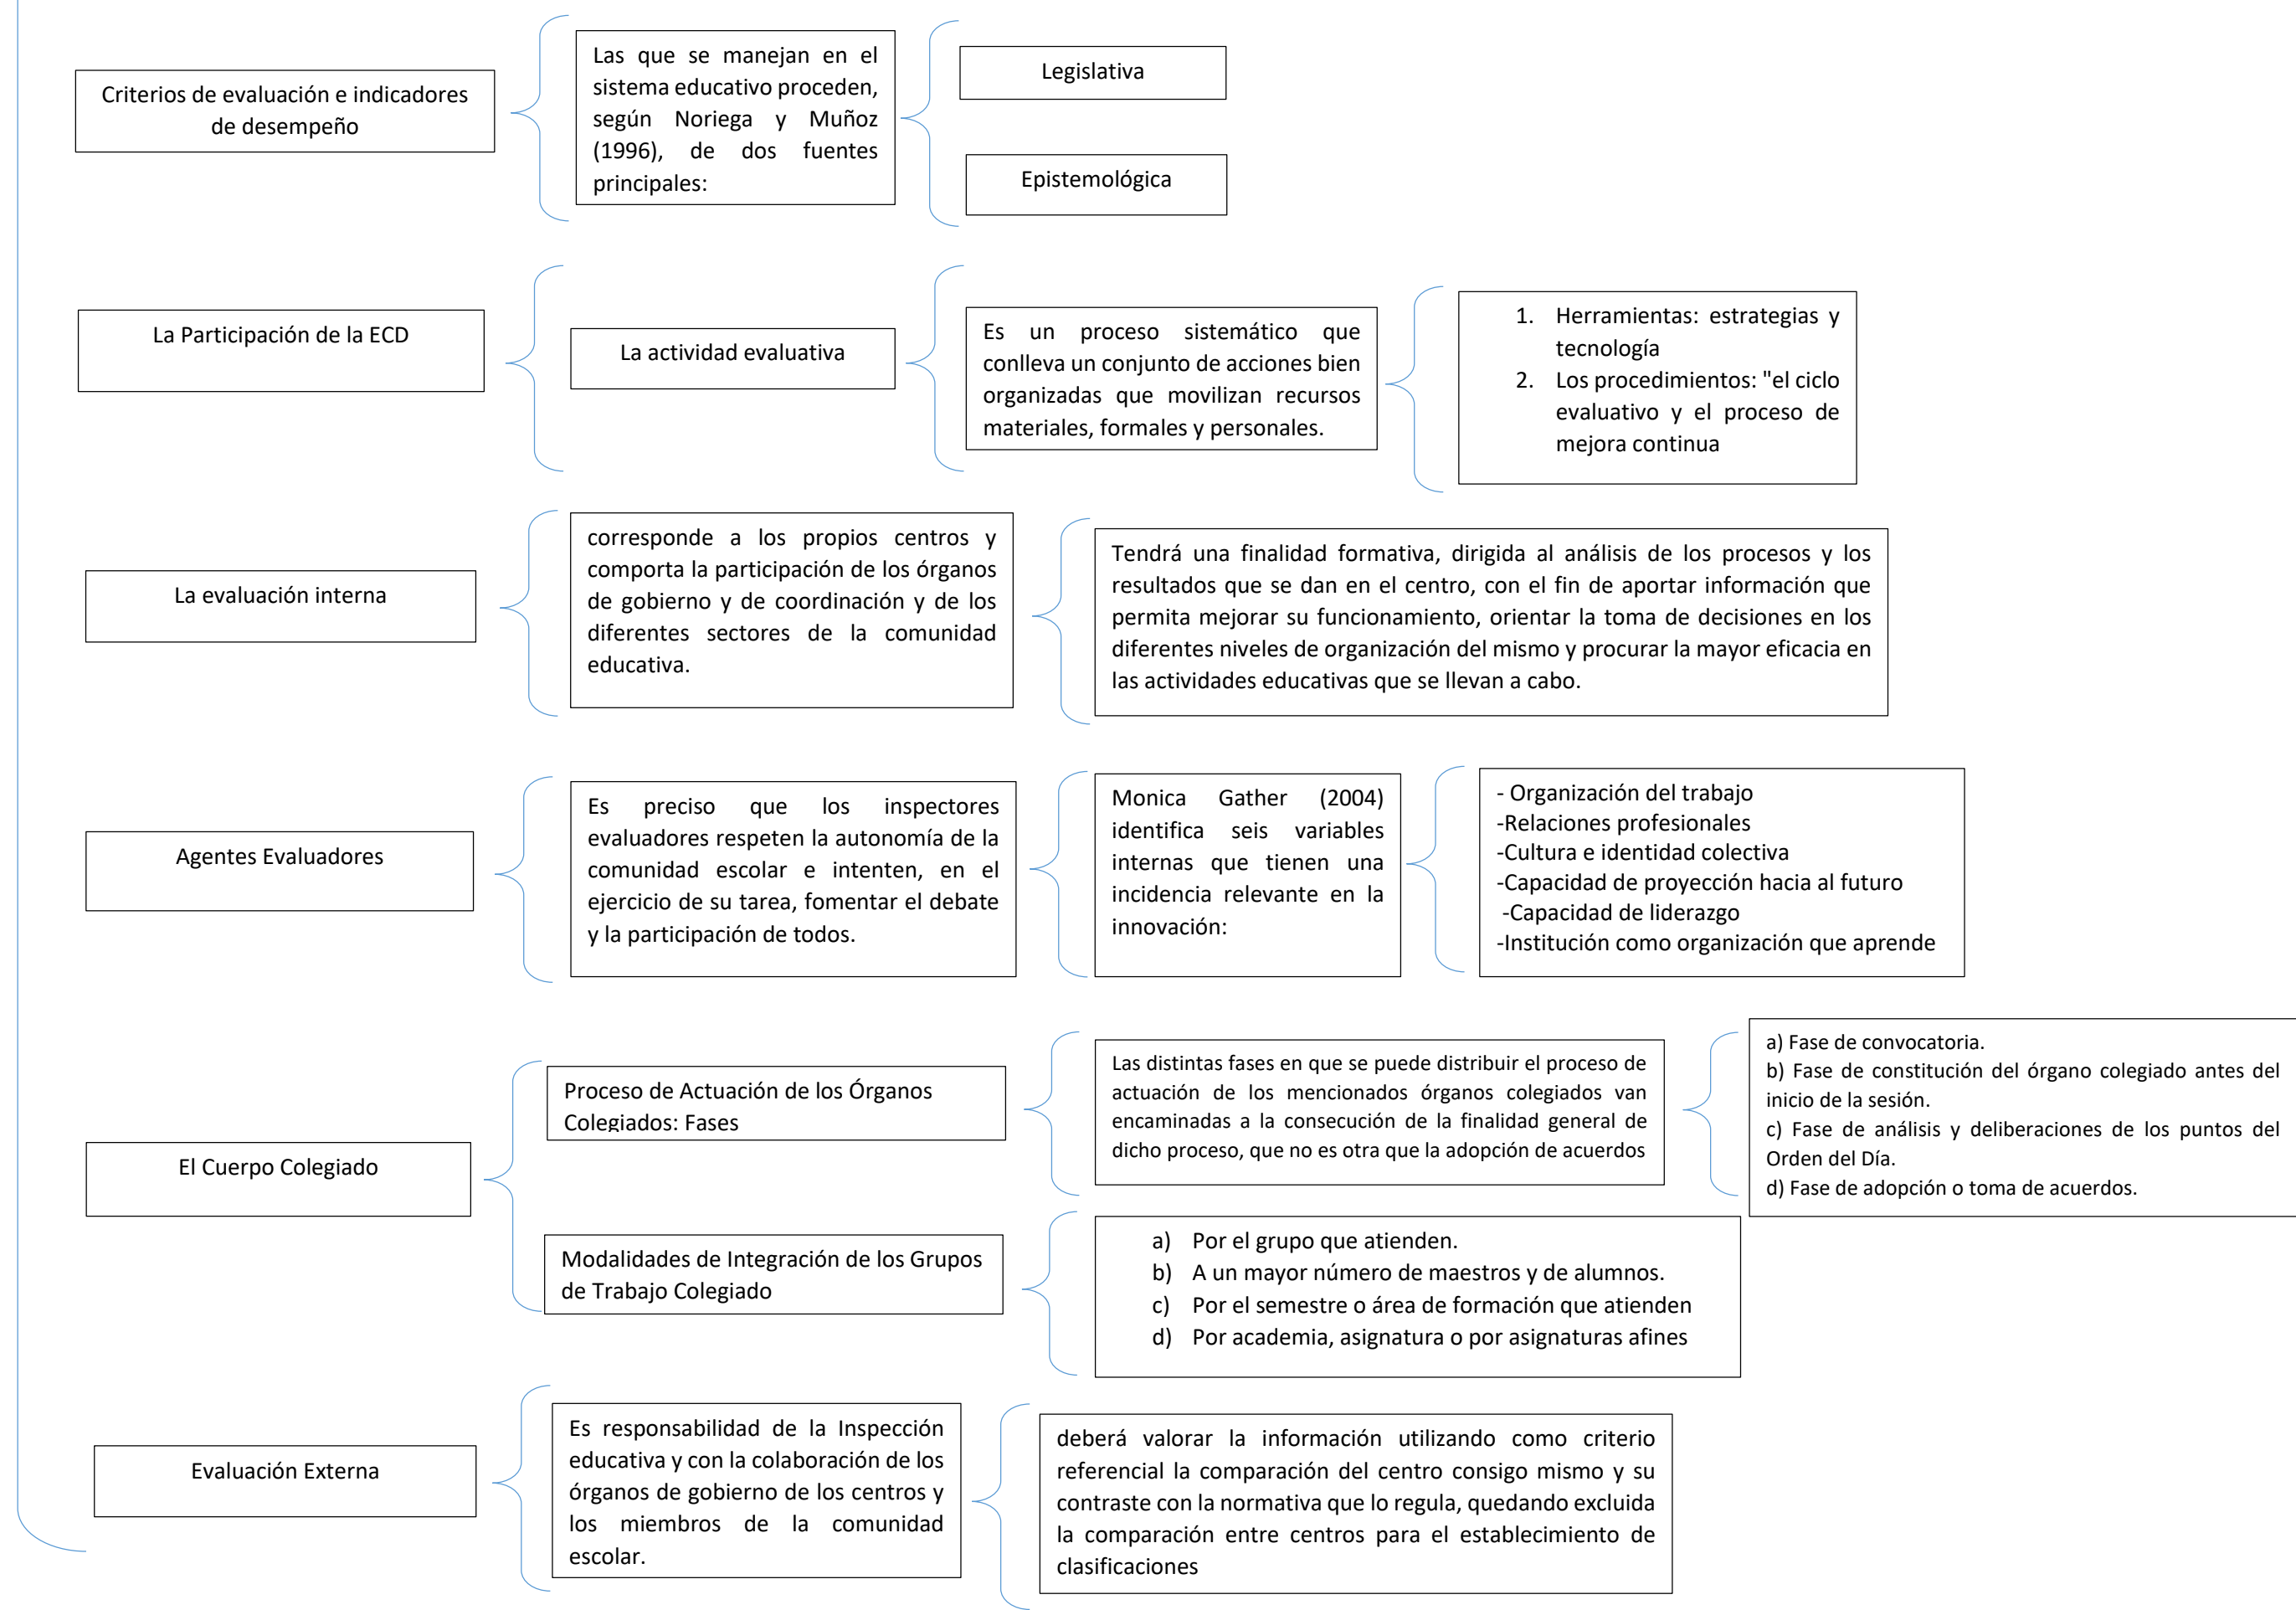 Criterios de evaluación e indicadores
de desempeño
Las que se manejan en el
sistema educativo proceden,
según Noriega y Muñoz
(1996), de dos fuentes
principales:
Legislativa
Epistemológica
La Participación de la ECD
La actividad evaluativa
Es un proceso sistemático que
conlleva un conjunto de acciones bien
organizadas que movilizan recursos
materiales, formales y personales.
1. Herramientas: estrategias y
tecnología
2. Los procedimientos: "el ciclo
evaluativo y el proceso de
mejora continua
La evaluación interna
corresponde a los propios centros y
comporta la participación de los órganos
de gobierno y de coordinación y de los
diferentes sectores de la comunidad
educativa.
Tendrá una finalidad formativa, dirigida al análisis de los procesos y los
resultados que se dan en el centro, con el fin de aportar información que
permita mejorar su funcionamiento, orientar la toma de decisiones en los
diferentes niveles de organización del mismo y procurar la mayor eficacia en
las actividades educativas que se llevan a cabo.
Agentes Evaluadores
Es preciso que los inspectores
evaluadores respeten la autonomía de la
comunidad escolar e intenten, en el
ejercicio de su tarea, fomentar el debate
y la participación de todos.
Monica Gather (2004)
identifica seis variables
internas que tienen una
incidencia relevante en la
innovación:
- Organización del trabajo
-Relaciones profesionales
-Cultura e identidad colectiva
-Capacidad de proyección hacia al futuro
-Capacidad de liderazgo
-Institución como organización que aprende
El Cuerpo Colegiado
Proceso de Actuación de los Órganos
Colegiados: Fases
Las distintas fases en que se puede distribuir el proceso de
actuación de los mencionados órganos colegiados van
encaminadas a la consecución de la finalidad general de
dicho proceso, que no es otra que la adopción de acuerdos
a) Fase de convocatoria.
b) Fase de constitución del órgano colegiado antes del
inicio de la sesión.
c) Fase de análisis y deliberaciones de los puntos del
Orden del Día.
d) Fase de adopción o toma de acuerdos.
Modalidades de Integración de los Grupos
de Trabajo Colegiado
a) Por el grupo que atienden.
b) A un mayor número de maestros y de alumnos.
c) Por el semestre o área de formación que atienden
d) Por academia, asignatura o por asignaturas afines
Evaluación Externa
Es responsabilidad de la Inspección
educativa y con la colaboración de los
órganos de gobierno de los centros y
los miembros de la comunidad
escolar.
deberá valorar la información utilizando como criterio
referencial la comparación del centro consigo mismo y su
contraste con la normativa que lo regula, quedando excluida
la comparación entre centros para el establecimiento de
clasificaciones